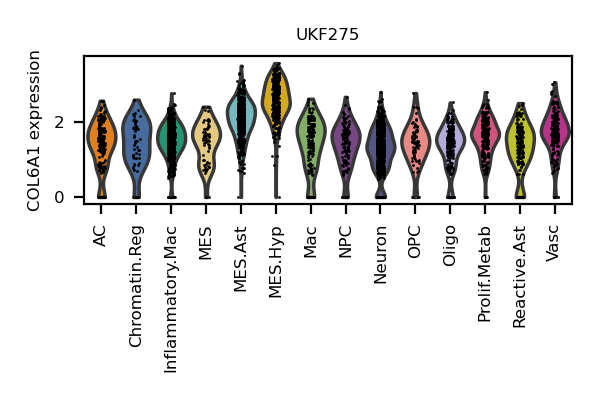 UKF275
COL6A1 expression
2
0
AC
Chromatin.Reg
Inflammatory.Mac
MES
MES.Ast
MES.Hyp
Mac
NPC
Neuron
OPC
Oligo
Prolif.Metab
Reactive.Ast
Vasc